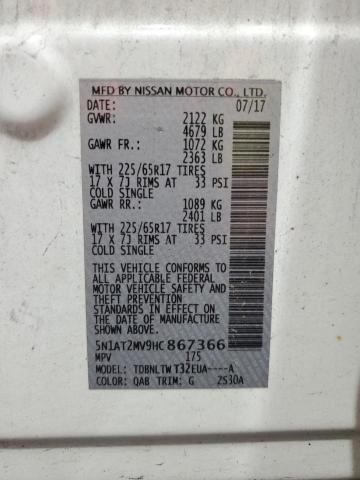 MFD BY NISSAN MOTOR CO., LTD.
DATE: 07/17
GVWR: 2122 KG
4679 LB
GAWR FR.: 1072 KG
2363 LB
WITH 225/65R17 TIRES
17 X 7J RIMS AT 33 PSI
COLD SINGLE
GAWR RR.: 1089 KG
2401 LB
WITH 225/65R17 TIRES
17 X 7J RIMS AT 33 PSI
COLD SINGLE
THIS VEHICLE CONFORMS TO
ALL APPLICABLE FEDERAL
MOTOR VEHICLE SAFETY AND
THEFT PREVENTION
STANDARDS IN EFFECT ON
THE DATE OF MANUFACTURE
SHOWN ABOVE.
5N1AT2MV9HC867366
MPV 175
MODEL: TDBNLTWT32EUA----A
COLOR: QAB TRIM: G 2S30A